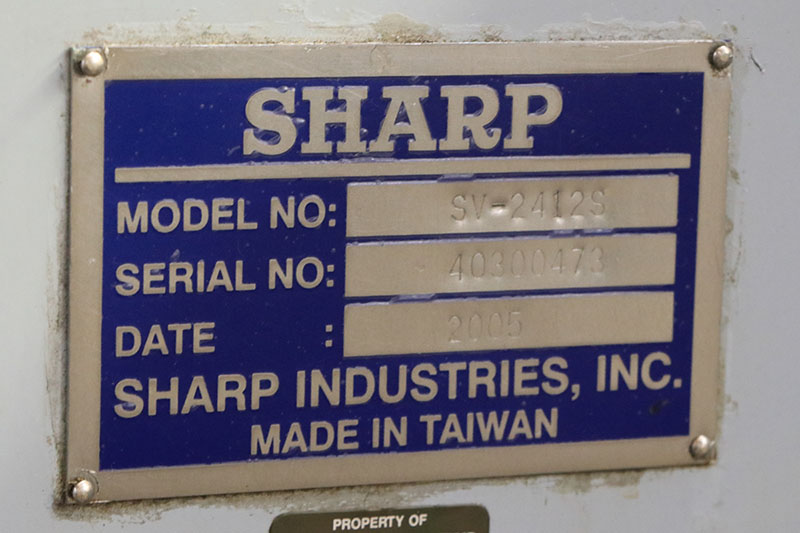 SHARP
MODEL NO: SV-2412S
SERIAL NO: 40300473
DATE : 2005
SHARP INDUSTRIES, INC.
MADE IN TAIWAN
PROPERTY OF